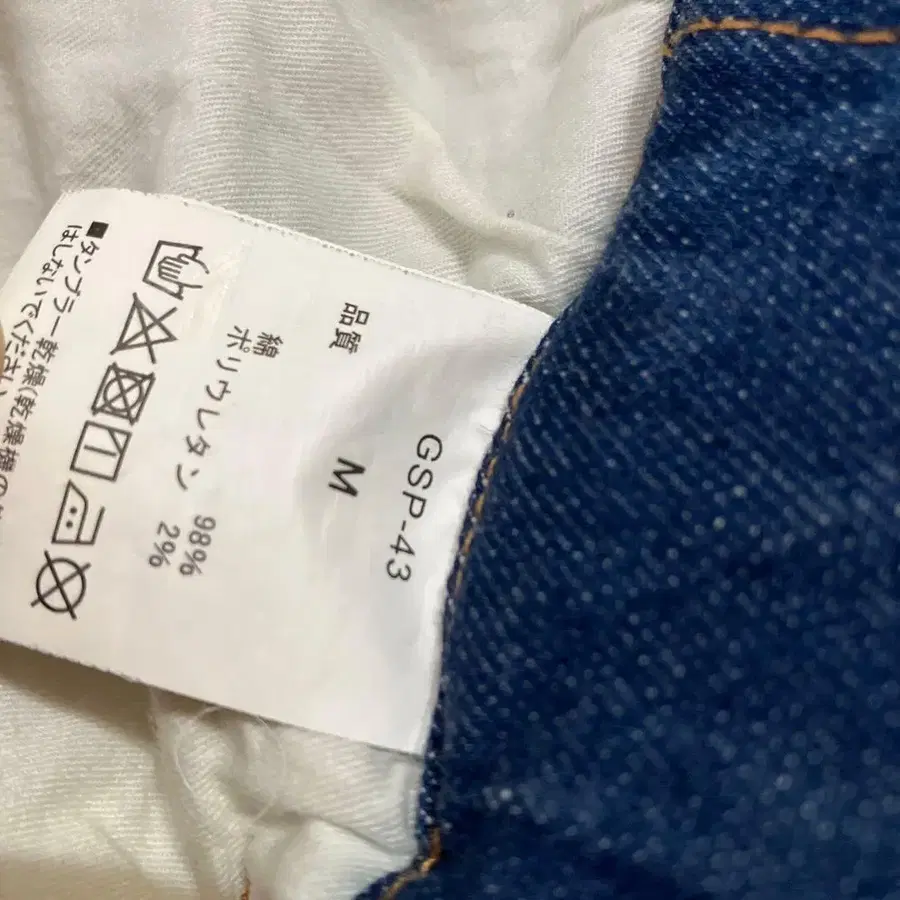 GSP-43
M
品質
綿 98%
ポリウレタン 2%
■タンブラー乾燥(乾燥機の
はしないでください